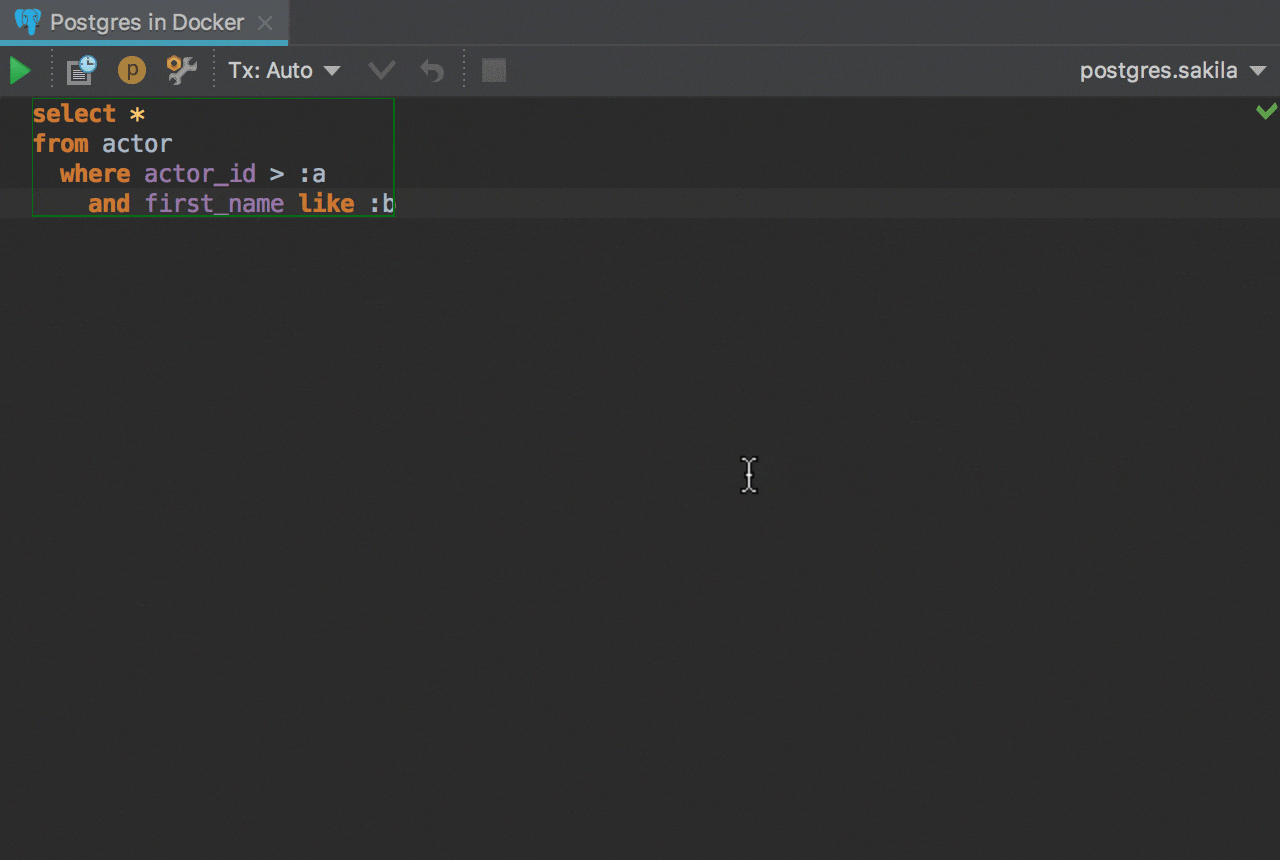 Postgres in Docker
p Tx: Auto postgres.sakila
select *
from actor
where actor_id > :a
and first_name like :b